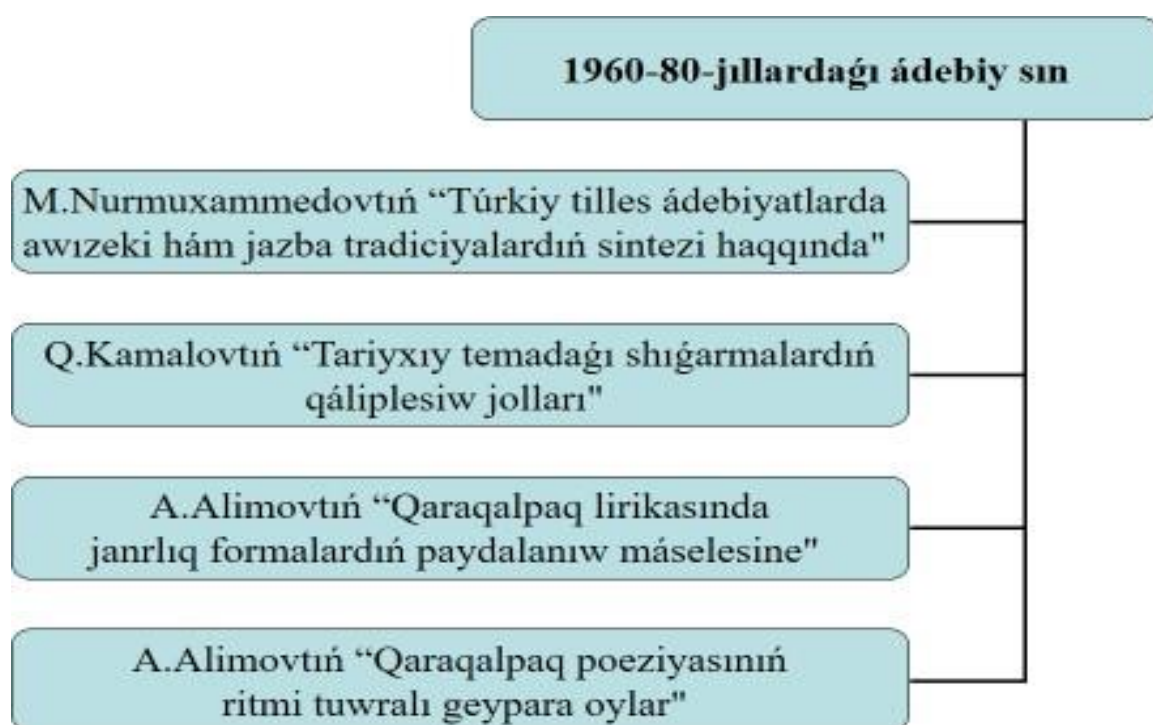 1960-80-jıllardaǵı ádebiy sın
M.Nurmuxammedovtıń “Túrkiy tilles ádebiyatlarda
awızeki hám jazba tradiciyalardıń sintezi haqqında"
Q.Kamalovtıń “Tariyxıy temadaǵı shıǵarmalardıń
qáliplesiw jolları"
A.Alimovtıń “Qaraqalpaq lirikasında
janrlıq formalardıń paydalanıw máselesine"
A.Alimovtıń “Qaraqalpaq poeziyasınıń
ritmi tuwralı geypara oylar"